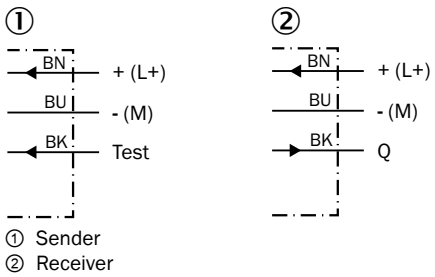 ① ②
BN + (L+) BN + (L+)
BU - (M) BU - (M)
BK Test BK Q
① Sender
② Receiver